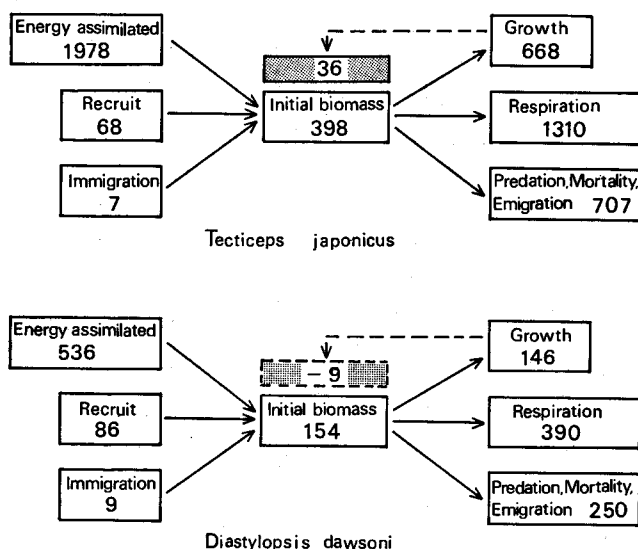 Energy assimilated
1978
Recruit
68
Immigration
7
36
Initial biomass
398
Growth
668
Respiration
1310
Predation, Mortality,
Emigration 707
Tecticeps japonicus
Energy assimilated
536
Recruit
86
Immigration
9
- 9
Initial biomass
154
Growth
146
Respiration
390
Predation, Mortality,
Emigration 250
Diastylopsis dawsoni